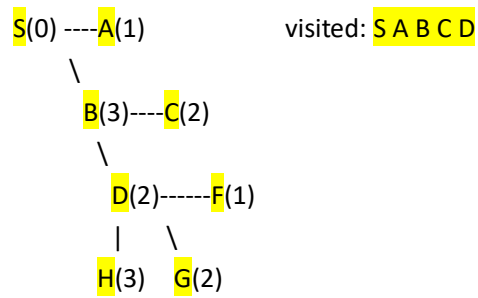 S(0) ----A(1) visited: S A B C D
\
B(3)----C(2)
\
D(2)------F(1)
| \
H(3) G(2)